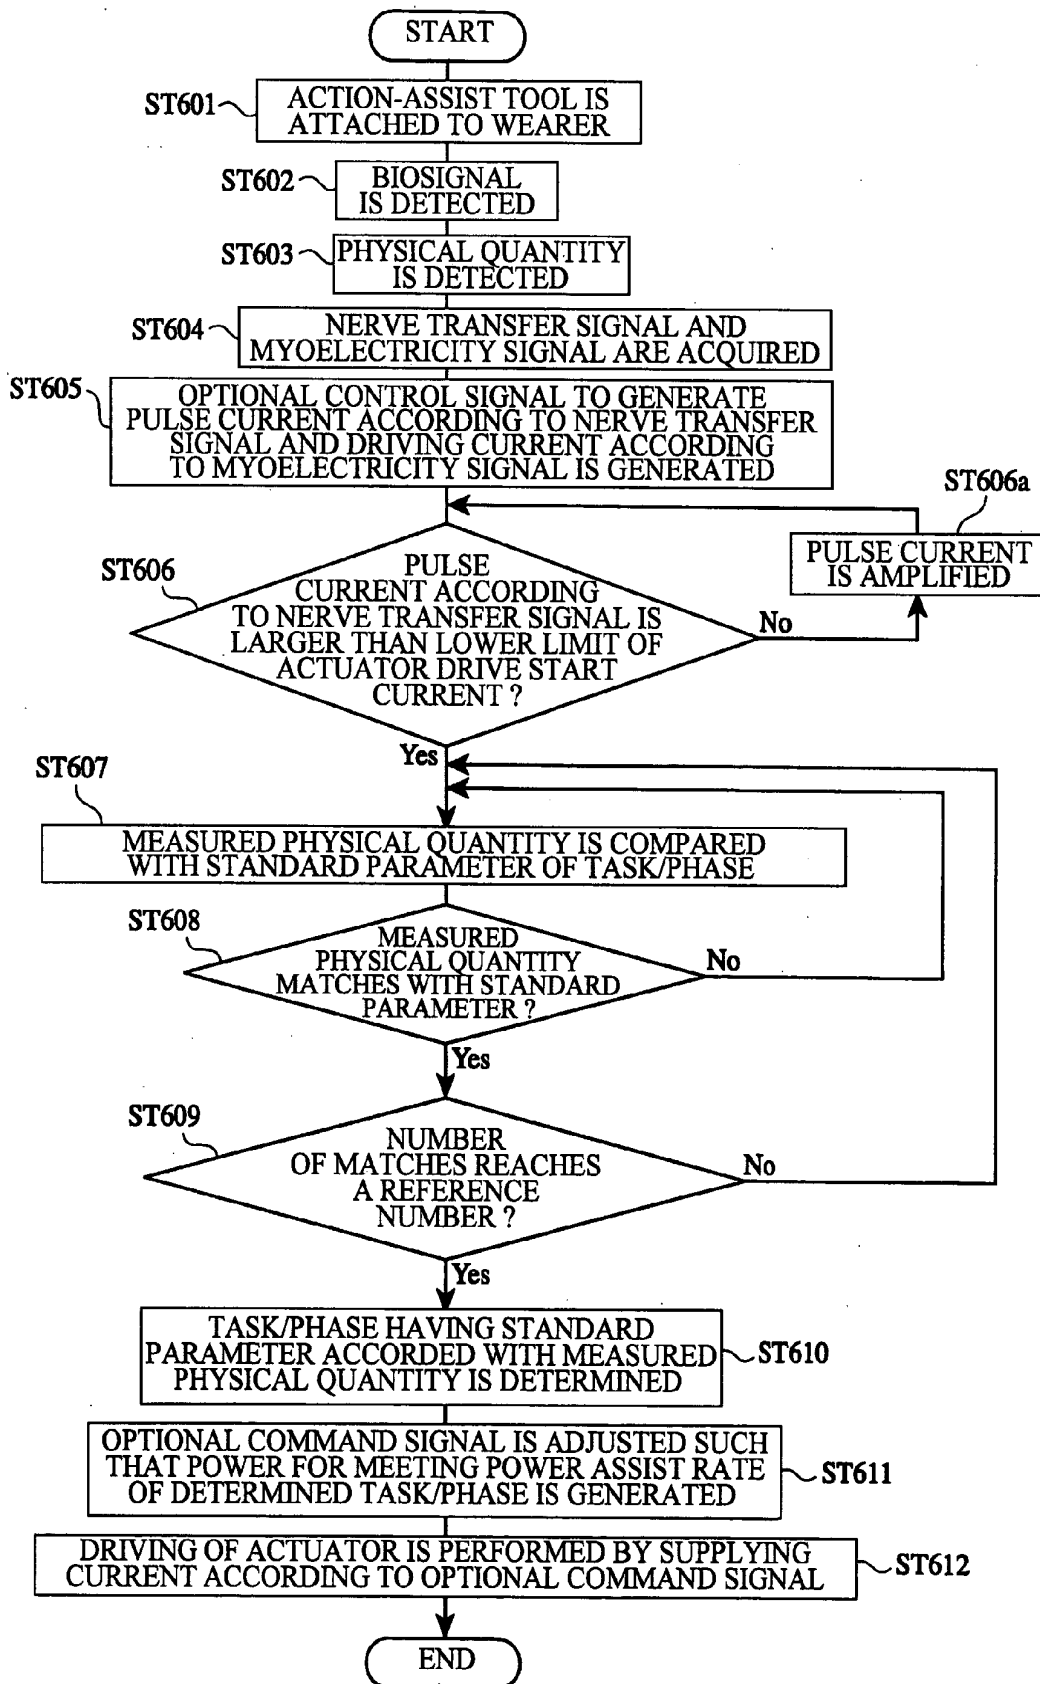 START
ST601
ACTION-ASSIST TOOL IS
ATTACHED TO WEARER
ST602
BIOSIGNAL
IS DETECTED
ST603
PHYSICAL QUANTITY
IS DETECTED
ST604
NERVE TRANSFER SIGNAL AND
MYOELECTRICITY SIGNAL ARE ACQUIRED
ST605
OPTIONAL CONTROL SIGNAL TO GENERATE
PULSE CURRENT ACCORDING TO NERVE TRANSFER
SIGNAL AND DRIVING CURRENT ACCORDING
TO MYOELECTRICITY SIGNAL IS GENERATED
ST606a
PULSE CURRENT
IS AMPLIFIED
ST606
PULSE
CURRENT ACCORDING
TO NERVE TRANSFER SIGNAL IS
LARGER THAN LOWER LIMIT OF
ACTUATOR DRIVE START
CURRENT ?
No
Yes
ST607
MEASURED PHYSICAL QUANTITY IS COMPARED
WITH STANDARD PARAMETER OF TASK/PHASE
ST608
MEASURED
PHYSICAL QUANTITY
MATCHES WITH STANDARD
PARAMETER ?
No
Yes
ST609
NUMBER
OF MATCHES REACHES
A REFERENCE
NUMBER ?
No
Yes
TASK/PHASE HAVING STANDARD
PARAMETER ACCORDED WITH MEASURED
PHYSICAL QUANTITY IS DETERMINED
ST610
OPTIONAL COMMAND SIGNAL IS ADJUSTED SUCH
THAT POWER FOR MEETING POWER ASSIST RATE
OF DETERMINED TASK/PHASE IS GENERATED
ST611
DRIVING OF ACTUATOR IS PERFORMED BY SUPPLYING
CURRENT ACCORDING TO OPTIONAL COMMAND SIGNAL
ST612
END